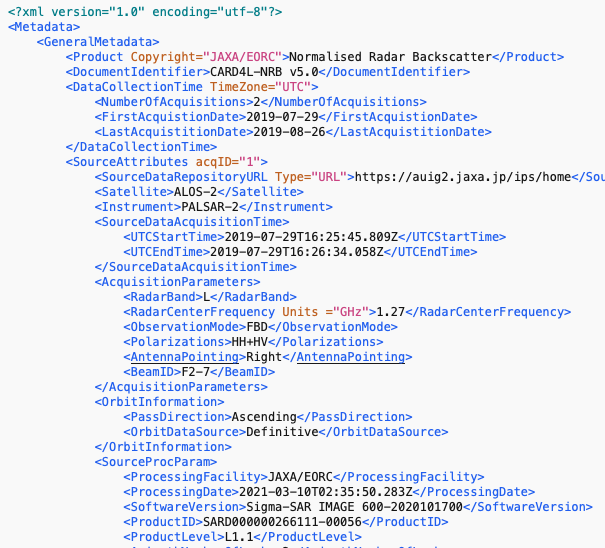 <?xml version="1.0" encoding="utf-8"?>
<Metadata>
<GeneralMetadata>
<Product Copyright="JAXA/EORC">Normalised Radar Backscatter</Product>
<DocumentIdentifier>CARD4L-NRB v5.0</DocumentIdentifier>
<DataCollectionTime TimeZone="UTC">
<NumberOfAcquisitions>2</NumberOfAcquisitions>
<FirstAcquistionDate>2019-07-29</FirstAcquistionDate>
<LastAcquistitionDate>2019-08-26</LastAcquistitionDate>
</DataCollectionTime>
<SourceAttributes acqID="1">
<SourceDataRepositoryURL Type="URL">https://auig2.jaxa.jp/ips/home</Sou
<Satellite>ALOS-2</Satellite>
<Instrument>PALSAR-2</Instrument>
<SourceDataAcquisitionTime>
<UTCStartTime>2019-07-29T16:25:45.809Z</UTCStartTime>
<UTCEndTime>2019-07-29T16:26:34.058Z</UTCEndTime>
</SourceDataAcquisitionTime>
<AcquisitionParameters>
<RadarBand>L</RadarBand>
<RadarCenterFrequency Units ="GHz">1.27</RadarCenterFrequency>
<ObservationMode>FBD</ObservationMode>
<Polarizations>HH+HV</Polarizations>
<AntennaPointing>Right</AntennaPointing>
<BeamID>F2-7</BeamID>
</AcquisitionParameters>
<OrbitInformation>
<PassDirection>Ascending</PassDirection>
<OrbitDataSource>Definitive</OrbitDataSource>
</OrbitInformation>
<SourceProcParam>
<ProcessingFacility>JAXA/EORC</ProcessingFacility>
<ProcessingDate>2021-03-10T02:35:50.283Z</ProcessingDate>
<SoftwareVersion>Sigma-SAR IMAGE 600-2020101700</SoftwareVersion>
<ProductID>SARD000000266111-00056</ProductID>
<ProductLevel>L1.1</ProductLevel>